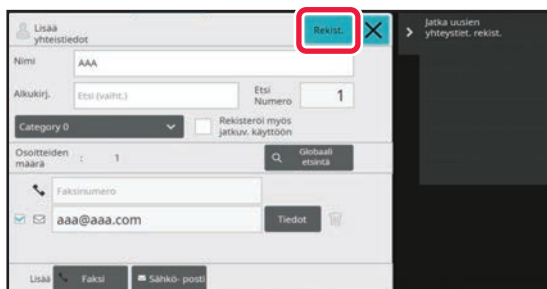 Lisää
yhteistiedot
Rekist.
Jatka uusien
yhteystiet. rekist.
Nimi
AAA
Alkukirj.
Etsi (vaiht.)
Etsi
Numero
1
Category 0
Rekisteröi myös
jatkuv. käyttöön
Osoitteiden
määrä : 1
Globaali
etsintä
Faksinumero
aaa@aaa.com
Tiedot
Lisää
Faksi
Sähkö- posti